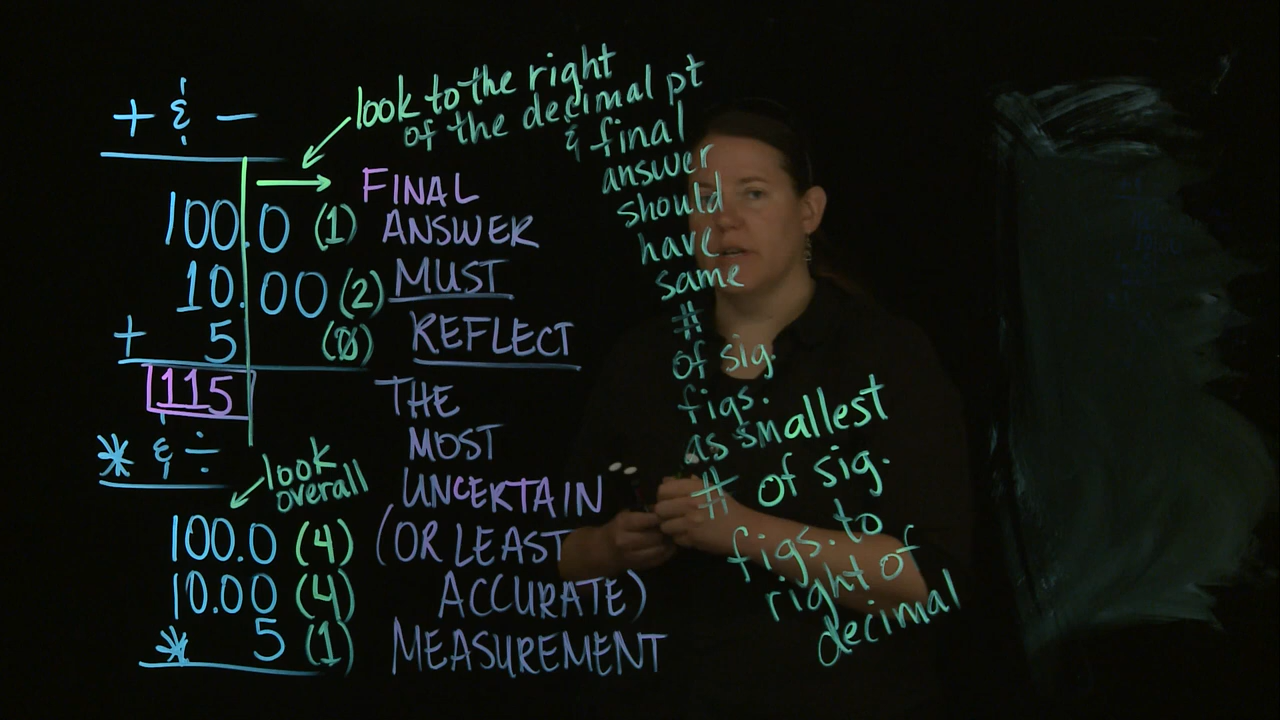 + & −
look to the right
of the decimal pt
& final
answer
should
have
same
#
of sig.
figs.
as smallest
# of sig.
figs. to
right of
decimal
100.0 (1)
10.00 (2)
+ 5 (0)
115
FINAL
ANSWER
MUST
REFLECT
THE
MOST
UNCERTAIN
(OR LEAST
ACCURATE)
MEASUREMENT
* & ÷
look
overall
100.0 (4)
10.00 (4)
* 5 (1)